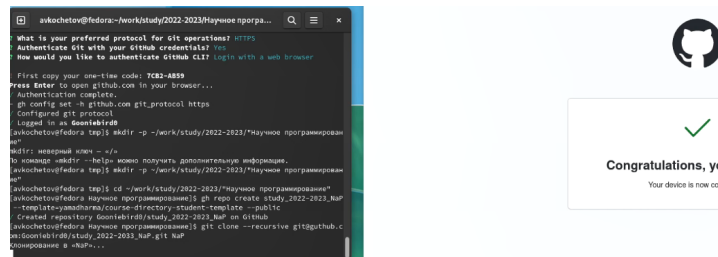 avkochetov@fedora:~/work/study/2022-2023/Научное програ...
? What is your preferred protocol for Git operations? HTTPS
? Authenticate Git with your GitHub credentials? Yes
? How would you like to authenticate GitHub CLI? Login with a web browser
! First copy your one-time code: 7CB2-AB59
Press Enter to open github.com in your browser...
Authentication complete.
- gh config set -h github.com git_protocol https
Configured git protocol
Logged in as Gooniebird0
[avkochetov@fedora tmp]$ mkdir -p ~/work/study/2022-2023/"Научное программирован
ие"
mkdir: неверный ключ — «/»
По команде «mkdir --help» можно получить дополнительную информацию.
[avkochetov@fedora tmp]$ mkdir -p ~/work/study/2022-2023/"Научное программирован
ие"
[avkochetov@fedora tmp]$ cd ~/work/study/2022-2023/"Научное программирование"
[avkochetov@fedora Научное программирование]$ gh repo create study_2022-2023_NaP
--template=yamadharma/course-directory-student-template --public
Created repository Gooniebird0/study_2022-2023_NaP on GitHub
[avkochetov@fedora Научное программирование]$ git clone --recursive git@guthub.c
om:Gooniebird0/study_2022-2033_NaP.git NaP
Клонирование в «NaP»...
Congratulations, y
Your device is now co